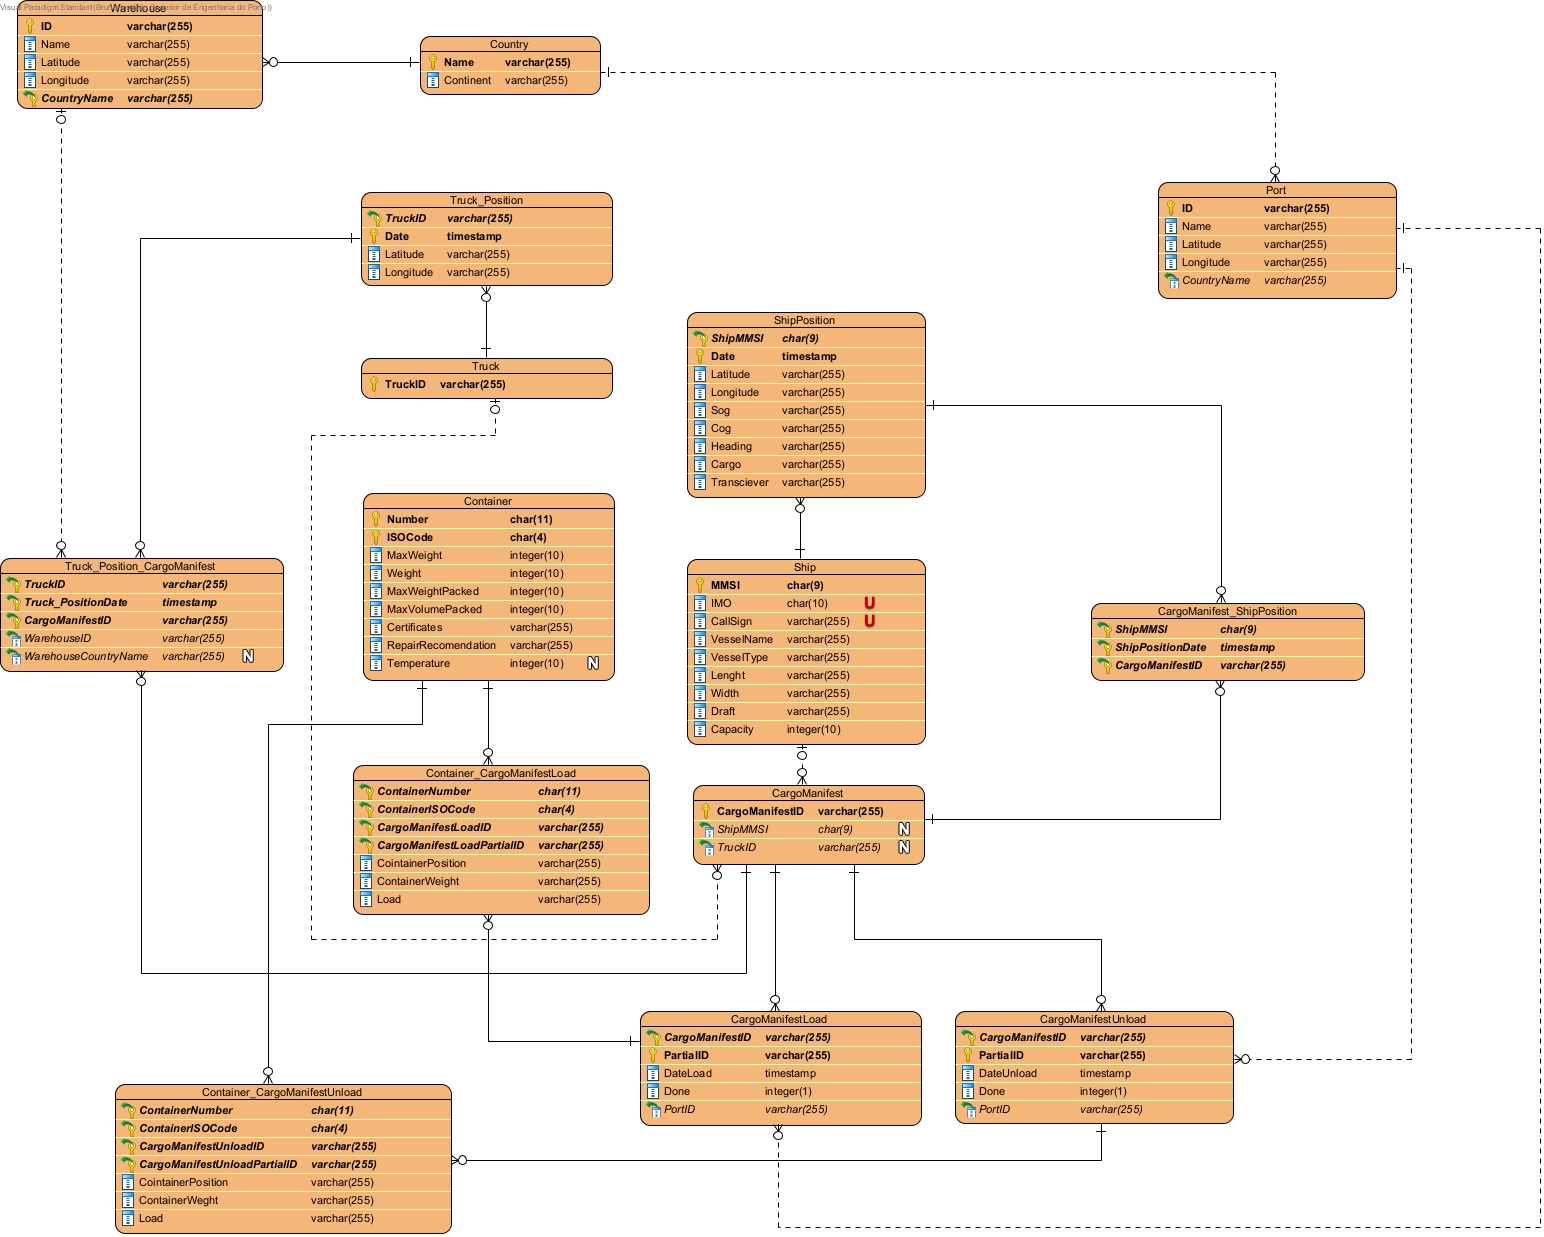 Visual Paradigm Standard(Bru Superior de Engenharia do Porto))
Warehouse
ID varchar(255)
Name varchar(255)
Latitude varchar(255)
Longitude varchar(255)
CountryName varchar(255)
Country
Name varchar(255)
Continent varchar(255)
Truck_Position
TruckID varchar(255)
Date timestamp
Latitude varchar(255)
Longitude varchar(255)
Port
ID varchar(255)
Name varchar(255)
Latitude varchar(255)
Longitude varchar(255)
CountryName varchar(255)
Truck
TruckID varchar(255)
ShipPosition
ShipMMSI char(9)
Date timestamp
Latitude varchar(255)
Longitude varchar(255)
Sog varchar(255)
Cog varchar(255)
Heading varchar(255)
Cargo varchar(255)
Transciever varchar(255)
Container
Number char(11)
ISOCode char(4)
MaxWeight integer(10)
Weight integer(10)
MaxWeightPacked integer(10)
MaxVolumePacked integer(10)
Certificates varchar(255)
RepairRecomendation varchar(255)
Temperature integer(10) N
Truck_Position_CargoManifest
TruckID varchar(255)
Truck_PositionDate timestamp
CargoManifestID varchar(255)
WarehouseID varchar(255)
WarehouseCountryName varchar(255) N
Ship
MMSI char(9)
IMO char(10) U
CallSign varchar(255) U
VesselName varchar(255)
VesselType varchar(255)
Lenght varchar(255)
Width varchar(255)
Draft varchar(255)
Capacity integer(10)
CargoManifest_ShipPosition
ShipMMSI char(9)
ShipPositionDate timestamp
CargoManifestID varchar(255)
Container_CargoManifestLoad
ContainerNumber char(11)
ContainerISOCode char(4)
CargoManifestLoadID varchar(255)
CargoManifestLoadPartialID varchar(255)
CointainerPosition varchar(255)
ContainerWeight varchar(255)
Load varchar(255)
CargoManifest
CargoManifestID varchar(255)
ShipMMSI char(9) N
TruckID varchar(255) N
CargoManifestLoad
CargoManifestID varchar(255)
PartialID varchar(255)
DateLoad timestamp
Done integer(1)
PortID varchar(255)
CargoManifestUnload
CargoManifestID varchar(255)
PartialID varchar(255)
DateUnload timestamp
Done integer(1)
PortID varchar(255)
Container_CargoManifestUnload
ContainerNumber char(11)
ContainerISOCode char(4)
CargoManifestUnloadID varchar(255)
CargoManifestUnloadPartialID varchar(255)
CointainerPosition varchar(255)
ContainerWeght varchar(255)
Load varchar(255)